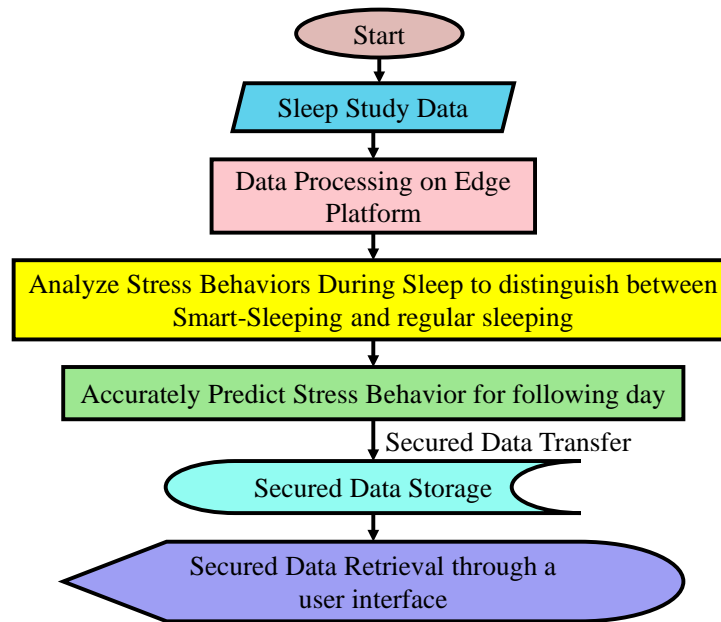 Start
Sleep Study Data
Data Processing on Edge
Platform
Analyze Stress Behaviors During Sleep to distinguish between
Smart-Sleeping and regular sleeping
Accurately Predict Stress Behavior for following day
Secured Data Transfer
Secured Data Storage
Secured Data Retrieval through a
user interface